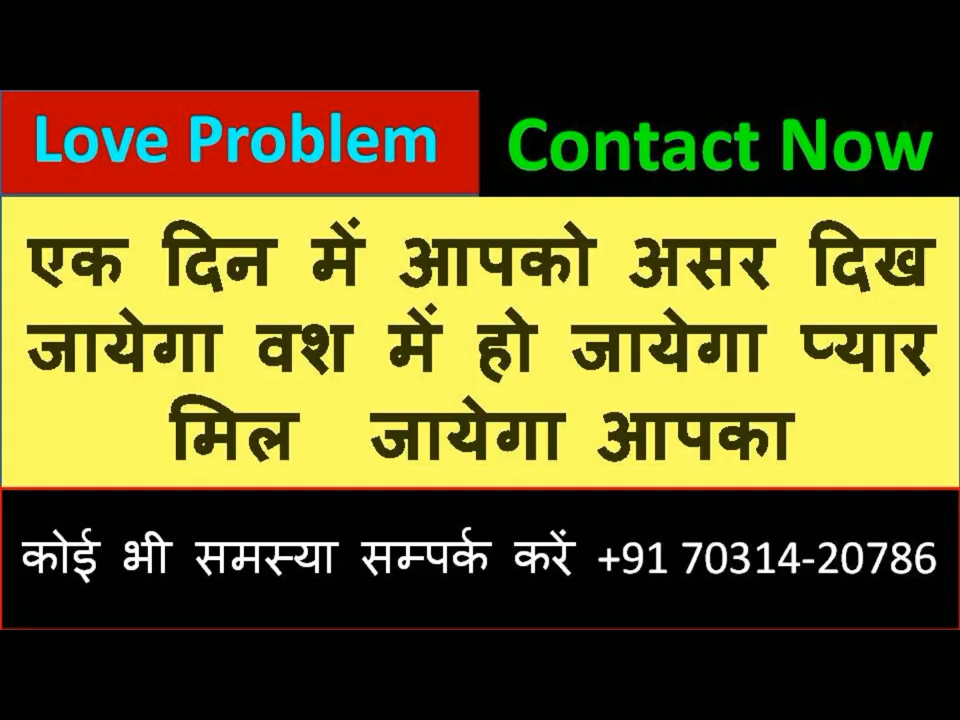 Love Problem
Contact Now
एक दिन में आपको असर दिख
जायेगा वश में हो जायेगा प्यार
मिल जायेगा आपका
कोई भी समस्या सम्पर्क करें +91 70314-20786